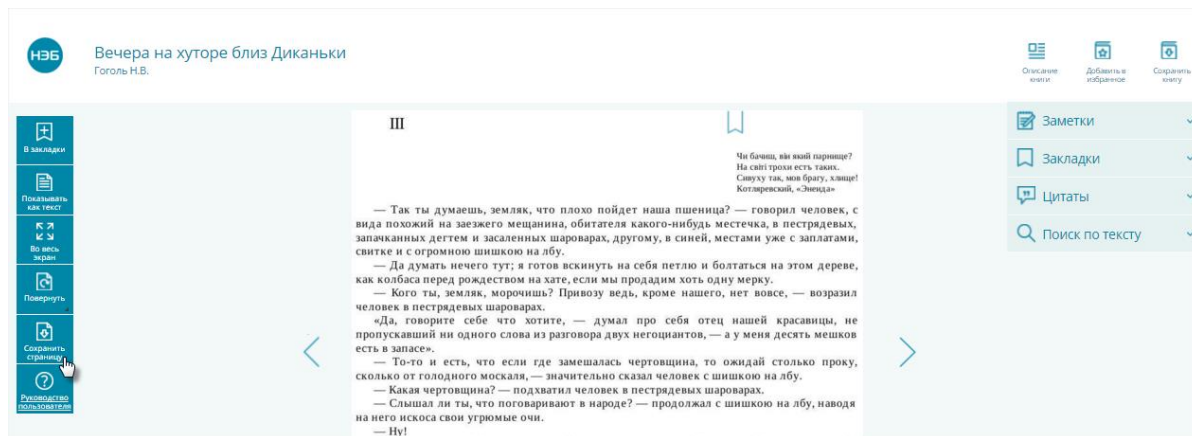 НЭБ
Вечера на хуторе близ Диканьки
Гоголь Н.В.
Описание
книги
Добавить в
избранное
Сохранить
книгу
В закладки
Показывать
как текст
Во весь
экран
Повернуть
Сохранить
страницу
Руководство
пользователя
III
Чи бачиш, він який парнище?
На світі трохи есть таких.
Сивуху так, мов брагу, хлище!
Котляревский, «Энеида»
— Так ты думаешь, земляк, что плохо пойдет наша пшеница? — говорил человек, с
вида похожий на заезжего мещанина, обитателя какого-нибудь местечка, в пестрядевых,
запачканных дегтем и засаленных шароварах, другому, в синей, местами уже с заплатами,
свитке и с огромною шишкою на лбу.
— Да думать нечего тут; я готов вскинуть на себя петлю и болтаться на этом дереве,
как колбаса перед рождеством на хате, если мы продадим хоть одну мерку.
— Кого ты, земляк, морочишь? Привозу ведь, кроме нашего, нет вовсе, — возразил
человек в пестрядевых шароварах.
«Да, говорите себе что хотите, — думал про себя отец нашей красавицы, не
пропускавший ни одного слова из разговора двух негоциантов, — а у меня десять мешков
есть в запасе».
— То-то и есть, что если где замешалась чертовщина, то ожидай столько проку,
сколько от голодного москаля, — значительно сказал человек с шишкою на лбу.
— Какая чертовщина? — подхватил человек в пестрядевых шароварах.
— Слышал ли ты, что поговаривают в народе? — продолжал с шишкою на лбу, наводя
на него искоса свои угрюмые очи.
— Ну!
Заметки
Закладки
Цитаты
Поиск по тексту